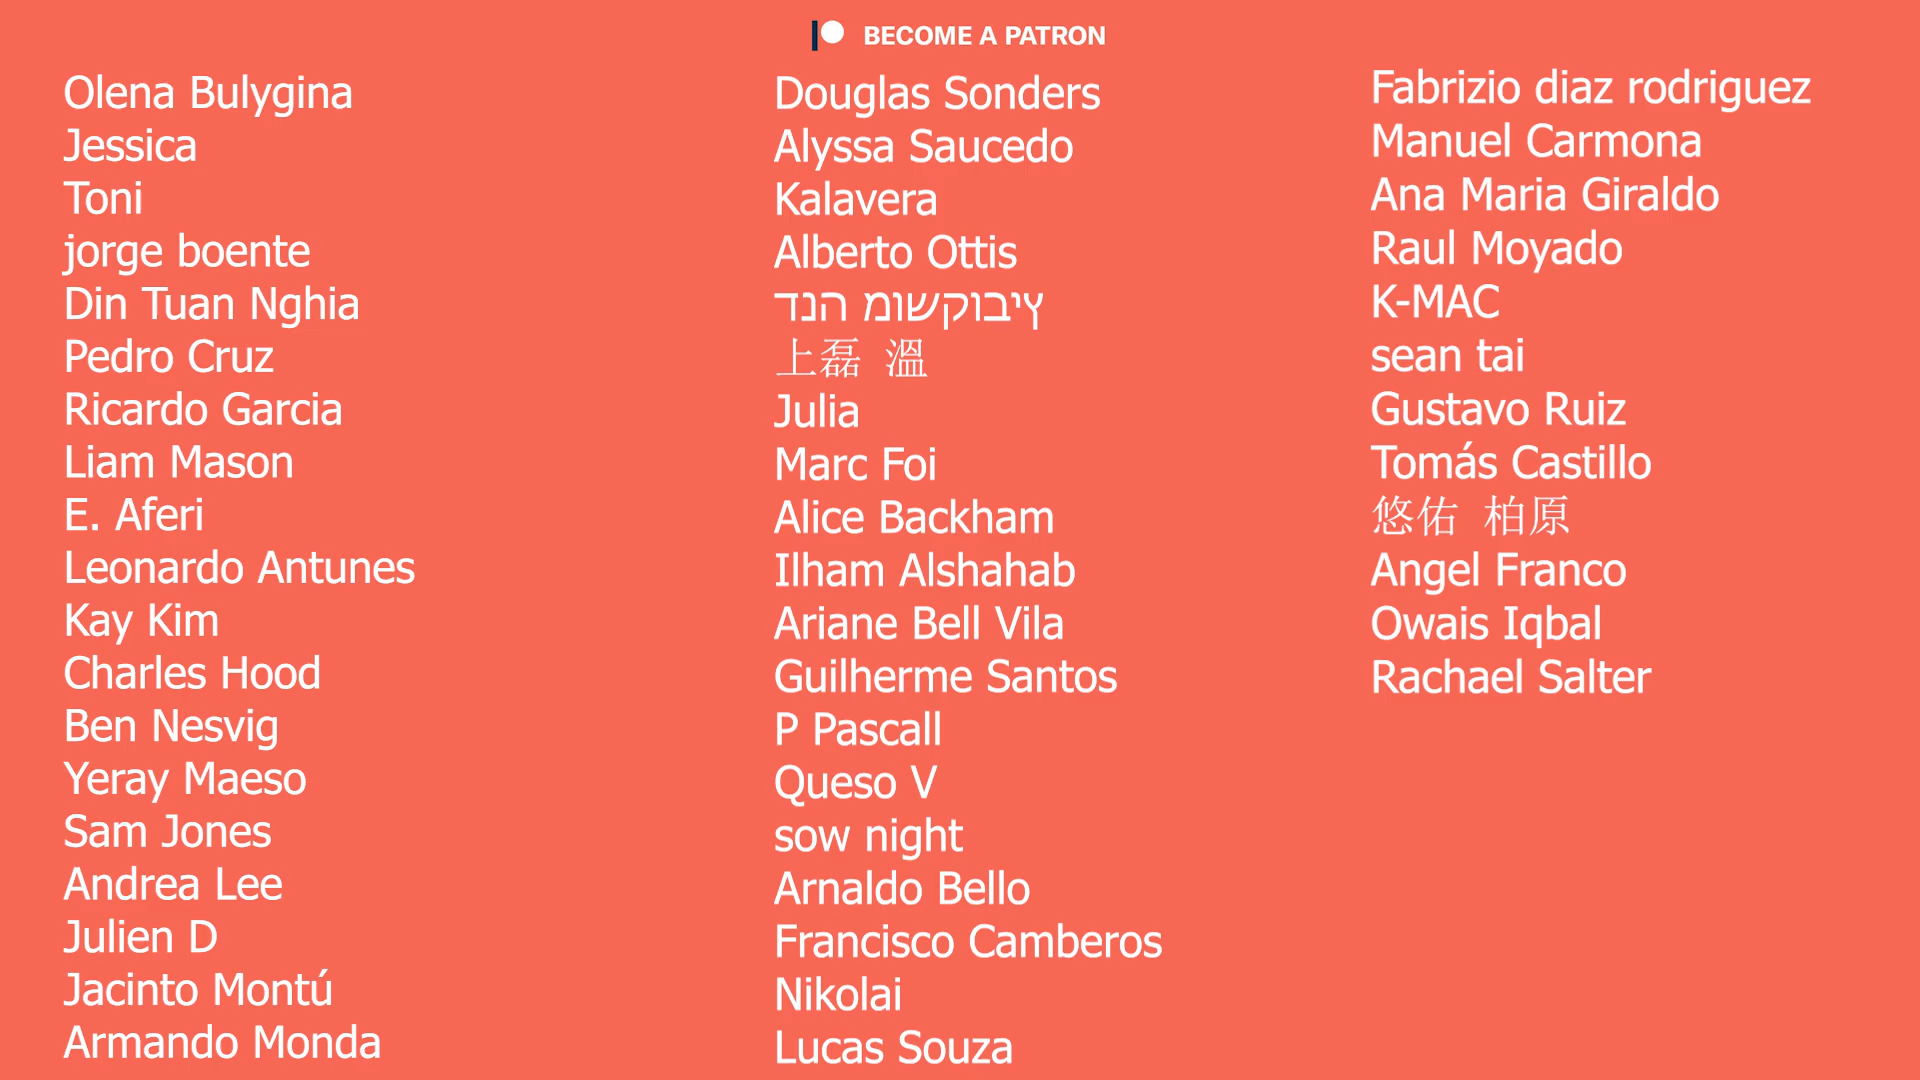 BECOME A PATRON
Olena Bulygina
Jessica
Toni
jorge boente
Din Tuan Nghia
Pedro Cruz
Ricardo Garcia
Liam Mason
E. Aferi
Leonardo Antunes
Kay Kim
Charles Hood
Ben Nesvig
Yeray Maeso
Sam Jones
Andrea Lee
Julien D
Jacinto Montú
Armando Monda
Douglas Sonders
Alyssa Saucedo
Kalavera
Alberto Ottis
דנה מושקוביץ
上磊 溫
Julia
Marc Foi
Alice Backham
Ilham Alshahab
Ariane Bell Vila
Guilherme Santos
P Pascall
Queso V
sow night
Arnaldo Bello
Francisco Camberos
Nikolai
Lucas Souza
Fabrizio diaz rodriguez
Manuel Carmona
Ana Maria Giraldo
Raul Moyado
K-MAC
sean tai
Gustavo Ruiz
Tomás Castillo
悠佑 柏原
Angel Franco
Owais Iqbal
Rachael Salter